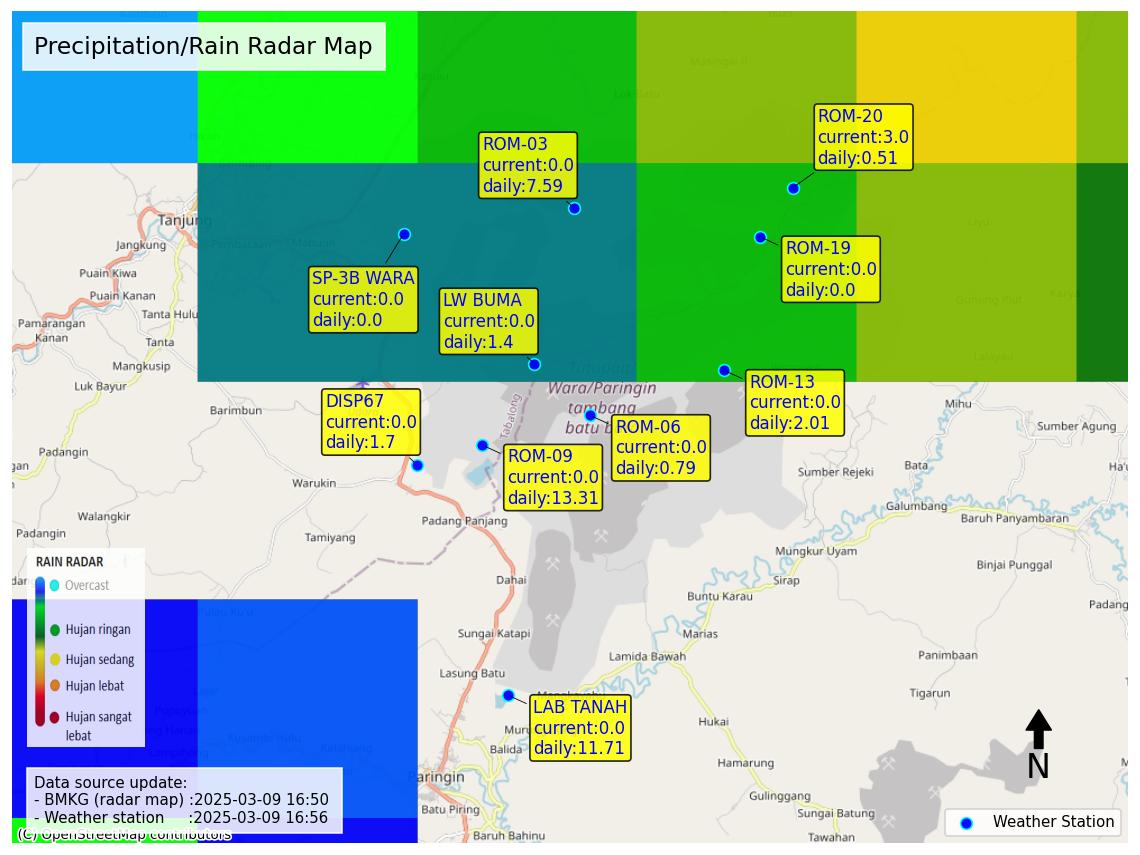 Precipitation/Rain Radar Map
ROM-20
current:3.0
daily:0.51
ROM-03
current:0.0
daily:7.59
Tanjung
Jangkung
ROM-19
current:0.0
daily:0.0
SP-3B WARA
current:0.0
daily:0.0
Puain Kiwa
Puain Kanan
LW BUMA
current:0.0
daily:1.4
Tanta Hulu
Pamarangan
Kanan
Tanta
Mangkusip
Luk Bayur
Tutupan
Wara/Paringin
tambang
batu b
ROM-13
current:0.0
daily:2.01
DISP67
current:0.0
daily:1.7
Barimbun
Tabalong
Mihu
ROM-06
current:0.0
daily:0.79
Sumber Agung
Padangin
ROM-09
current:0.0
daily:13.31
Bata
Sumber Rejeki
Warukin
Galumbang
Baruh Panyambaran
Walangkir
Padang Panjang
Padangin
Tamiyang
Mungkur Uyam
Binjai Punggal
RAIN RADAR
Overcast
Hujan ringan
Hujan sedang
Hujan lebat
Hujan sangat
lebat
Dahai
Sirap
Buntu Karau
Padang
Sungai Katapi
Marias
Lamida Bawah
Panimbaan
Lasung Batu
Tigarun
LAB TANAH
current:0.0
daily:11.71
Hukai
Balida
Hamarung
N
Paringin
Data source update:
- BMKG (radar map) :2025-03-09 16:50
- Weather station :2025-03-09 16:56
Gulinggang
Batu Piring
Sungai Batung
Weather Station
(C) OpenStreetMap contributors
Baruh Bahinu
Tawahan